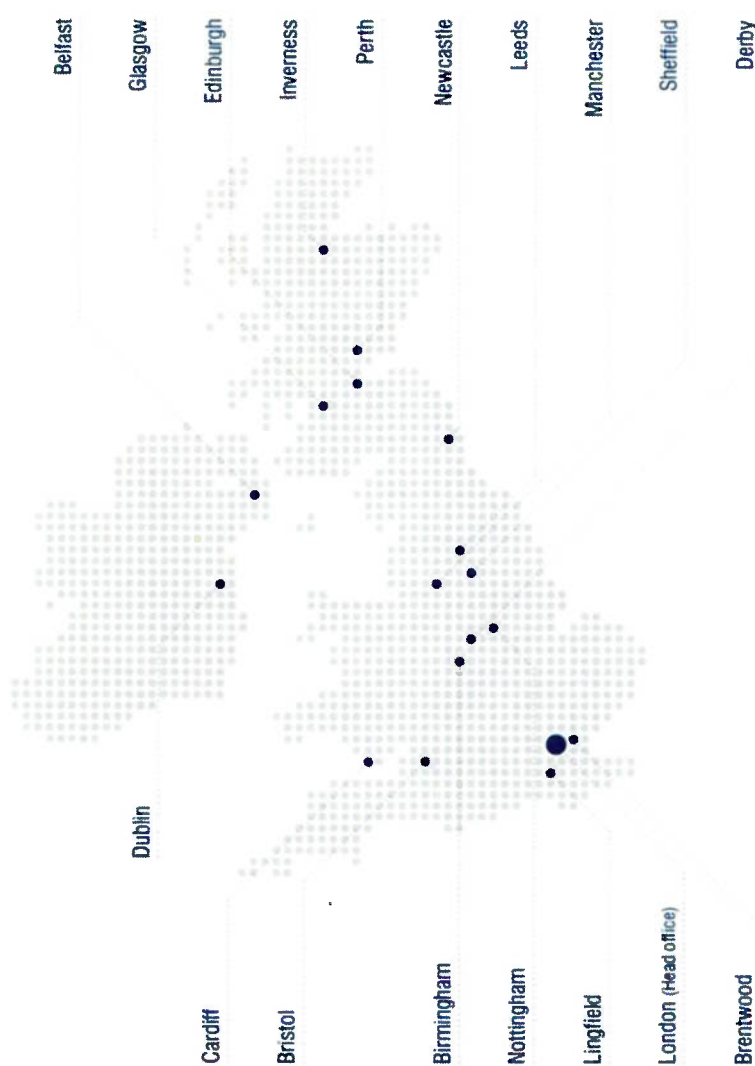 Belfast
Glasgow
Edinburgh
Inverness
Perth
Newcastle
Leeds
Manchester
Sheffield
Derby
Dublin
Cardiff
Bristol
Birmingham
Nottingham
Lingfield
London (Head office)
Brentwood